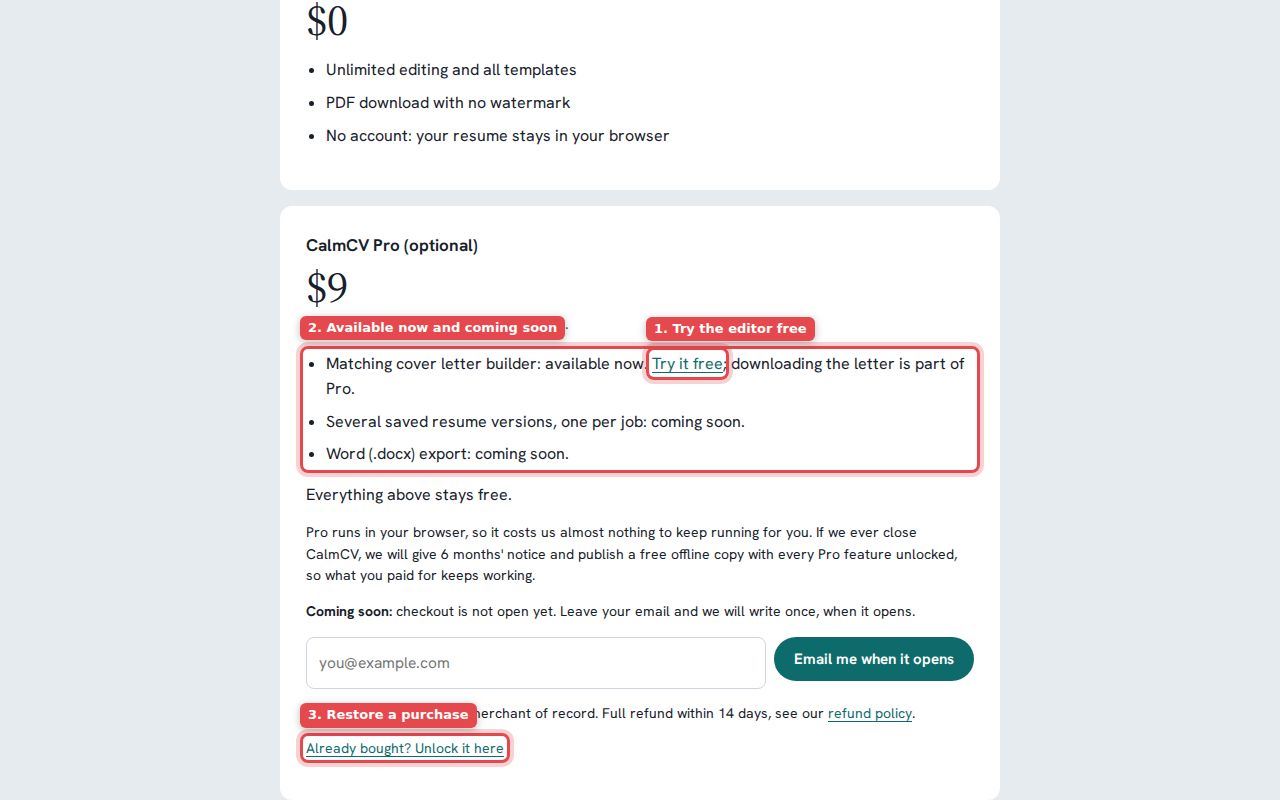 $0
Unlimited editing and all templates
PDF download with no watermark
No account: your resume stays in your browser
CalmCV Pro (optional)
$9
2. Available now and coming soon
1. Try the editor free
Matching cover letter builder: available now. Try it free; downloading the letter is part of
Pro.
Several saved resume versions, one per job: coming soon.
Word (.docx) export: coming soon.
Everything above stays free.
Pro runs in your browser, so it costs us almost nothing to keep running for you. If we ever close
CalmCV, we will give 6 months' notice and publish a free offline copy with every Pro feature unlocked,
so what you paid for keeps working.
Coming soon: checkout is not open yet. Leave your email and we will write once, when it opens.
you@example.com
Email me when it opens
3. Restore a purchase
of record. Full refund within 14 days, see our refund policy.
Already bought? Unlock it here